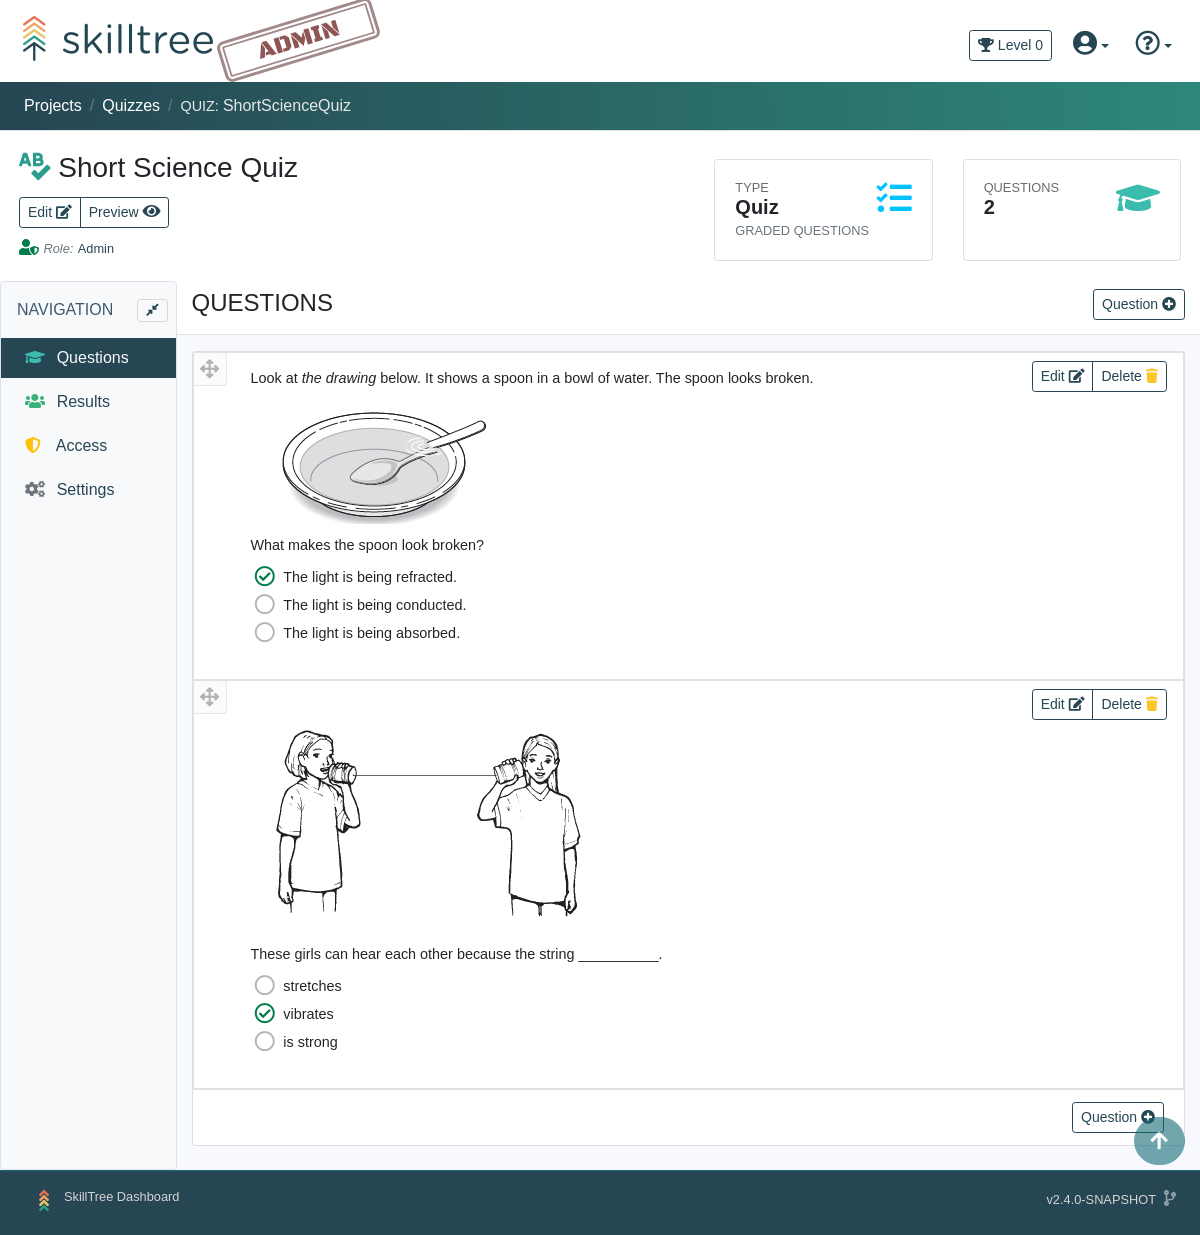 skilltree
ADMIN
Level 0
Projects / Quizzes / QUIZ: ShortScienceQuiz
AB Short Science Quiz
Edit Preview
Role: Admin
TYPE
Quiz
GRADED QUESTIONS
QUESTIONS
2
NAVIGATION
Questions
Results
Access
Settings
QUESTIONS
Question
Look at the drawing below. It shows a spoon in a bowl of water. The spoon looks broken.
Edit Delete
What makes the spoon look broken?
The light is being refracted.
The light is being conducted.
The light is being absorbed.
Edit Delete
These girls can hear each other because the string __________.
stretches
vibrates
is strong
Question
SkillTree Dashboard
v2.4.0-SNAPSHOT